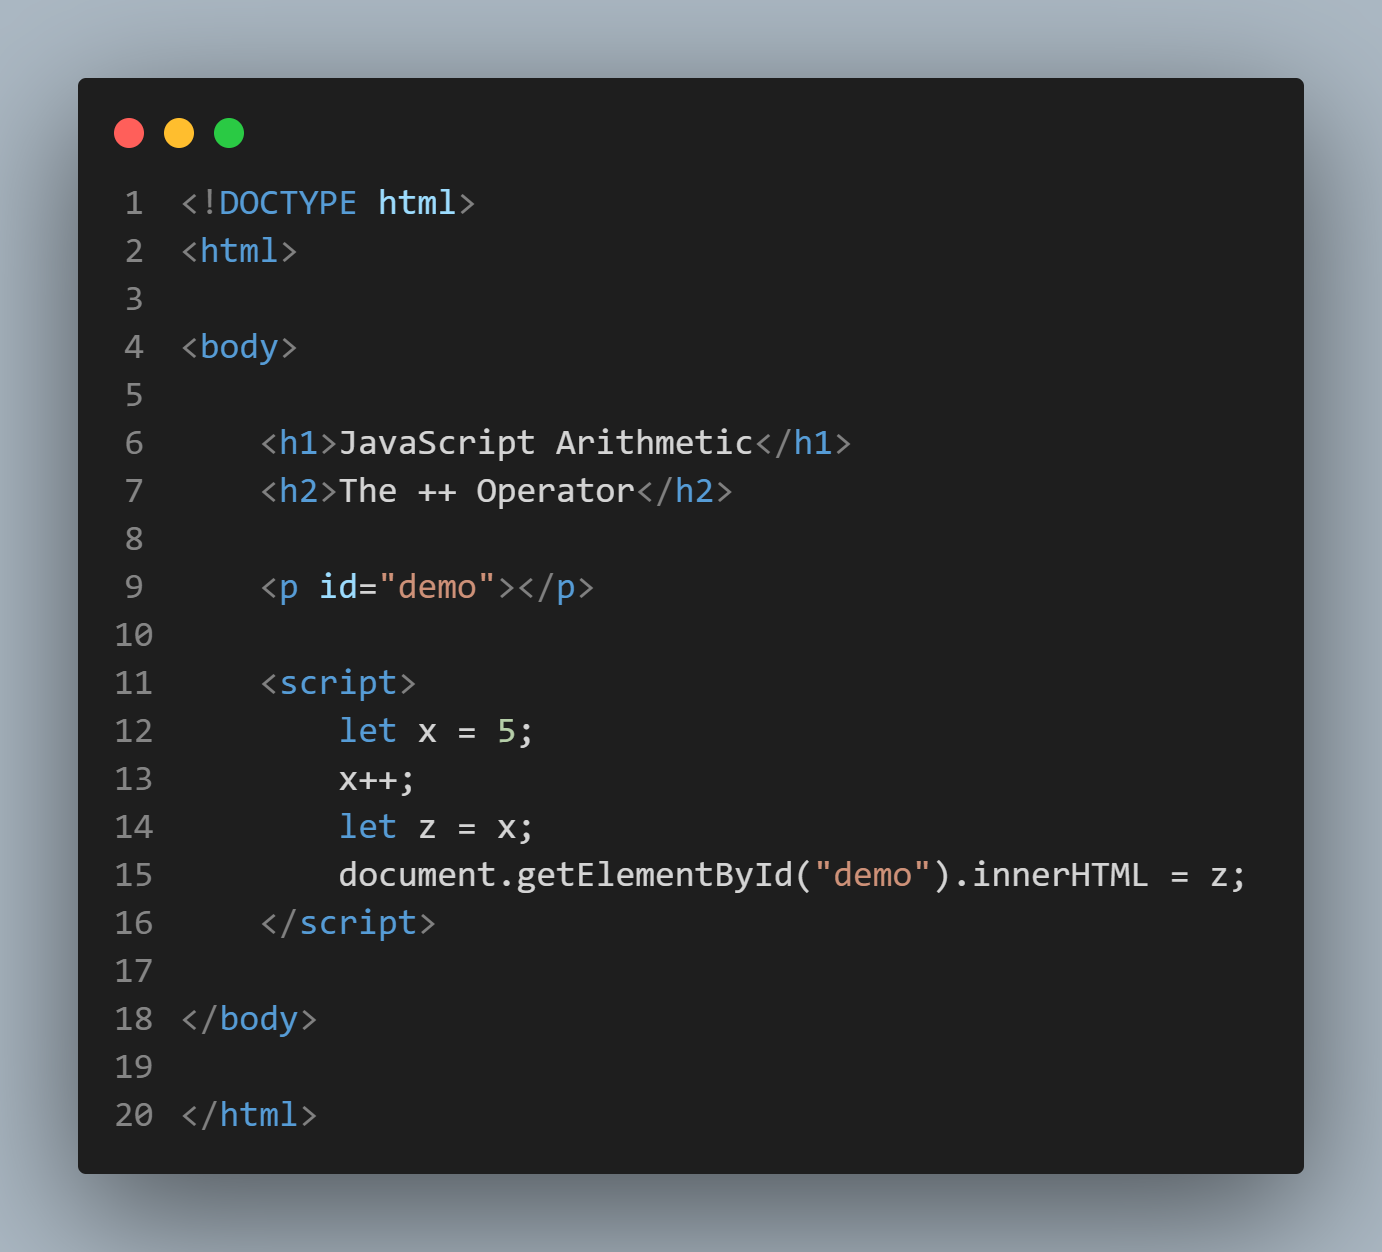 1 <!DOCTYPE html>
2 <html>
3
4 <body>
5
6     <h1>JavaScript Arithmetic</h1>
7     <h2>The ++ Operator</h2>
8
9     <p id="demo"></p>
10
11     <script>
12         let x = 5;
13         x++;
14         let z = x;
15         document.getElementById("demo").innerHTML = z;
16     </script>
17
18 </body>
19
20 </html>